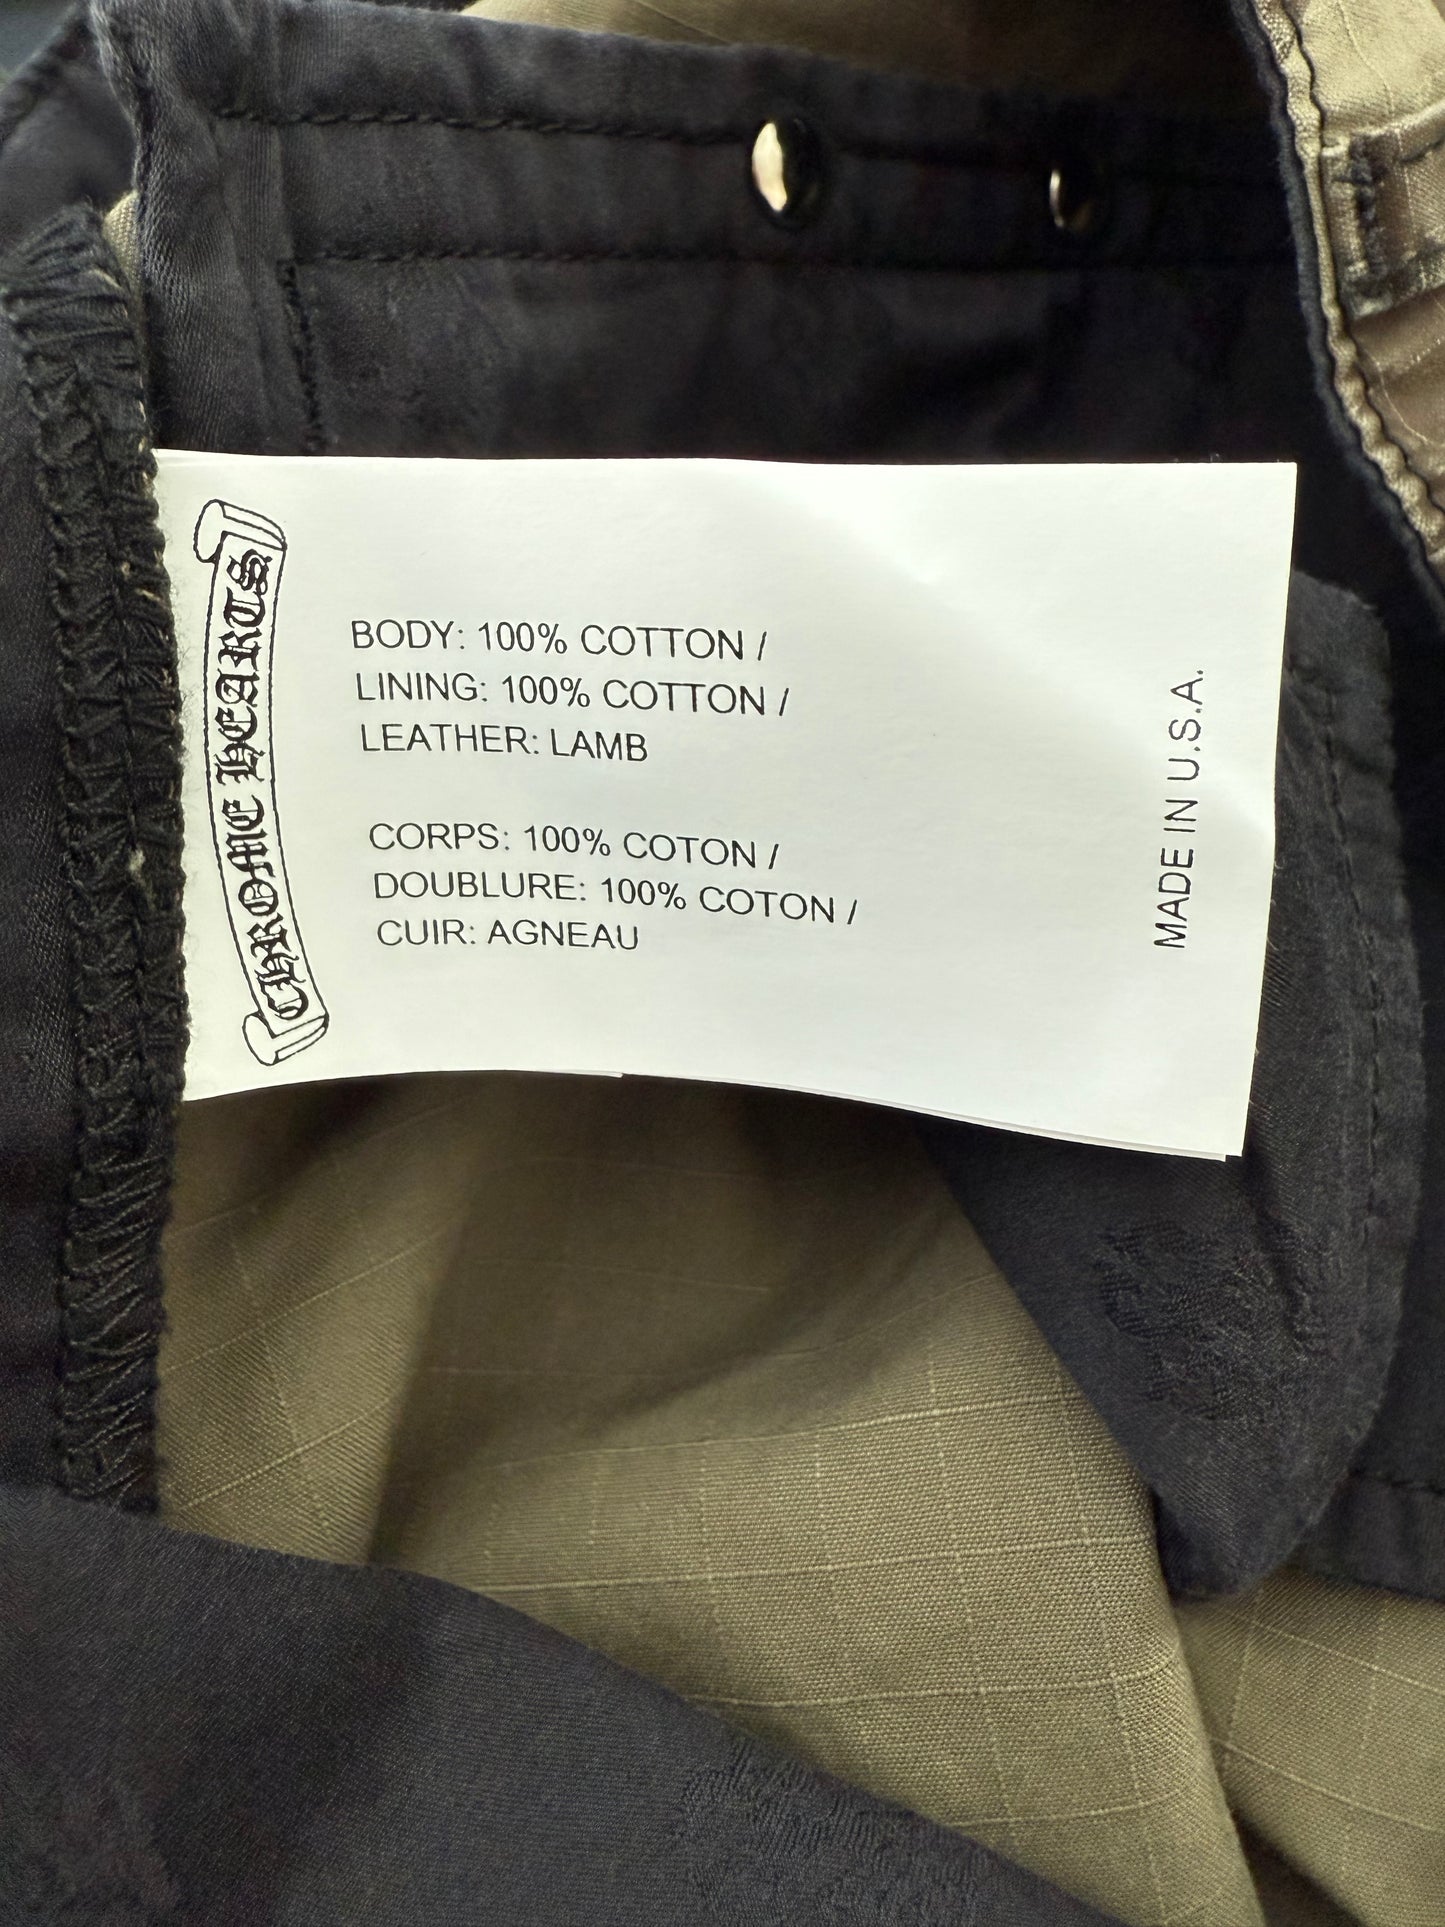 CHROME HEARTS
BODY: 100% COTTON /
LINING: 100% COTTON /
LEATHER: LAMB
CORPS: 100% COTON /
DOUBLURE: 100% COTON /
CUIR: AGNEAU
MADE IN U.S.A.